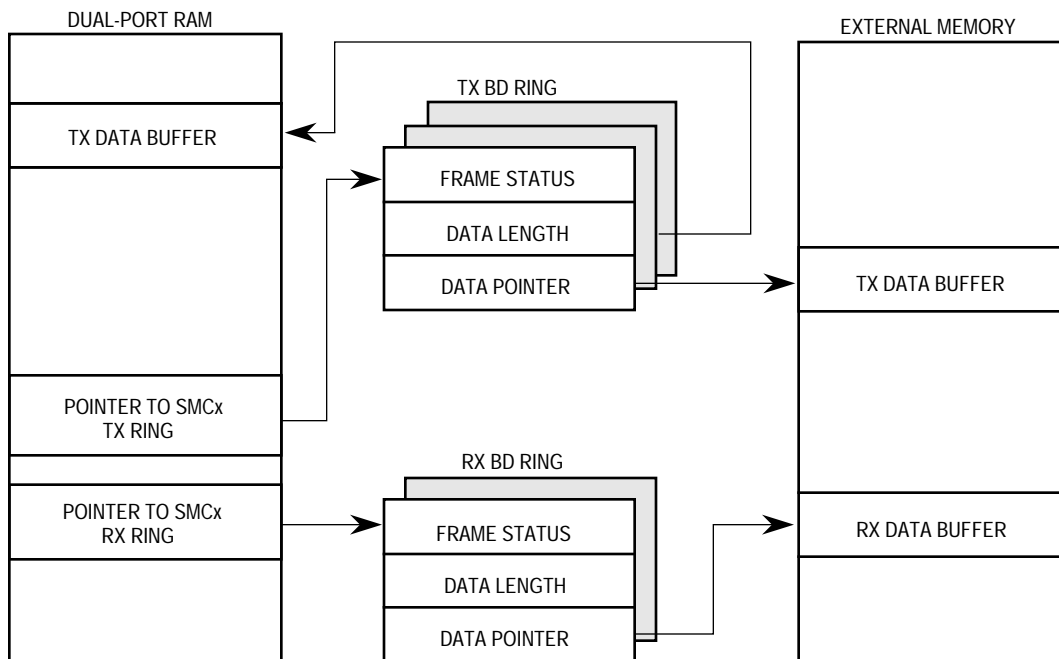 DUAL-PORT RAM
TX DATA BUFFER
POINTER TO SMCx
TX RING
POINTER TO SMCx
RX RING
TX BD RING
FRAME STATUS
DATA LENGTH
DATA POINTER
RX BD RING
FRAME STATUS
DATA LENGTH
DATA POINTER
EXTERNAL MEMORY
TX DATA BUFFER
RX DATA BUFFER